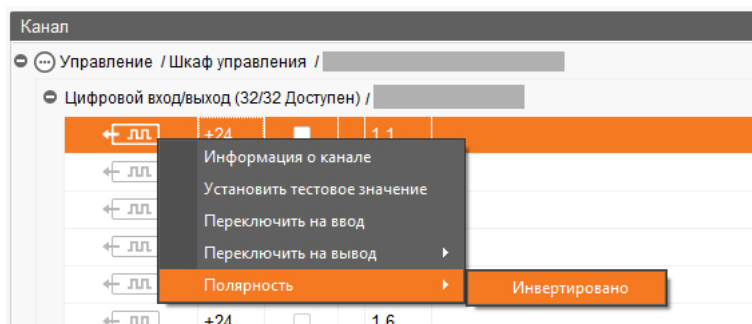 Канал
Управление / Шкаф управления /
Цифровой вход/выход (32/32 Доступен) /
+24 1.1
Информация о канале
Установить тестовое значение
Переключить на ввод
Переключить на вывод
Полярность Инвертировано
+24 1.6